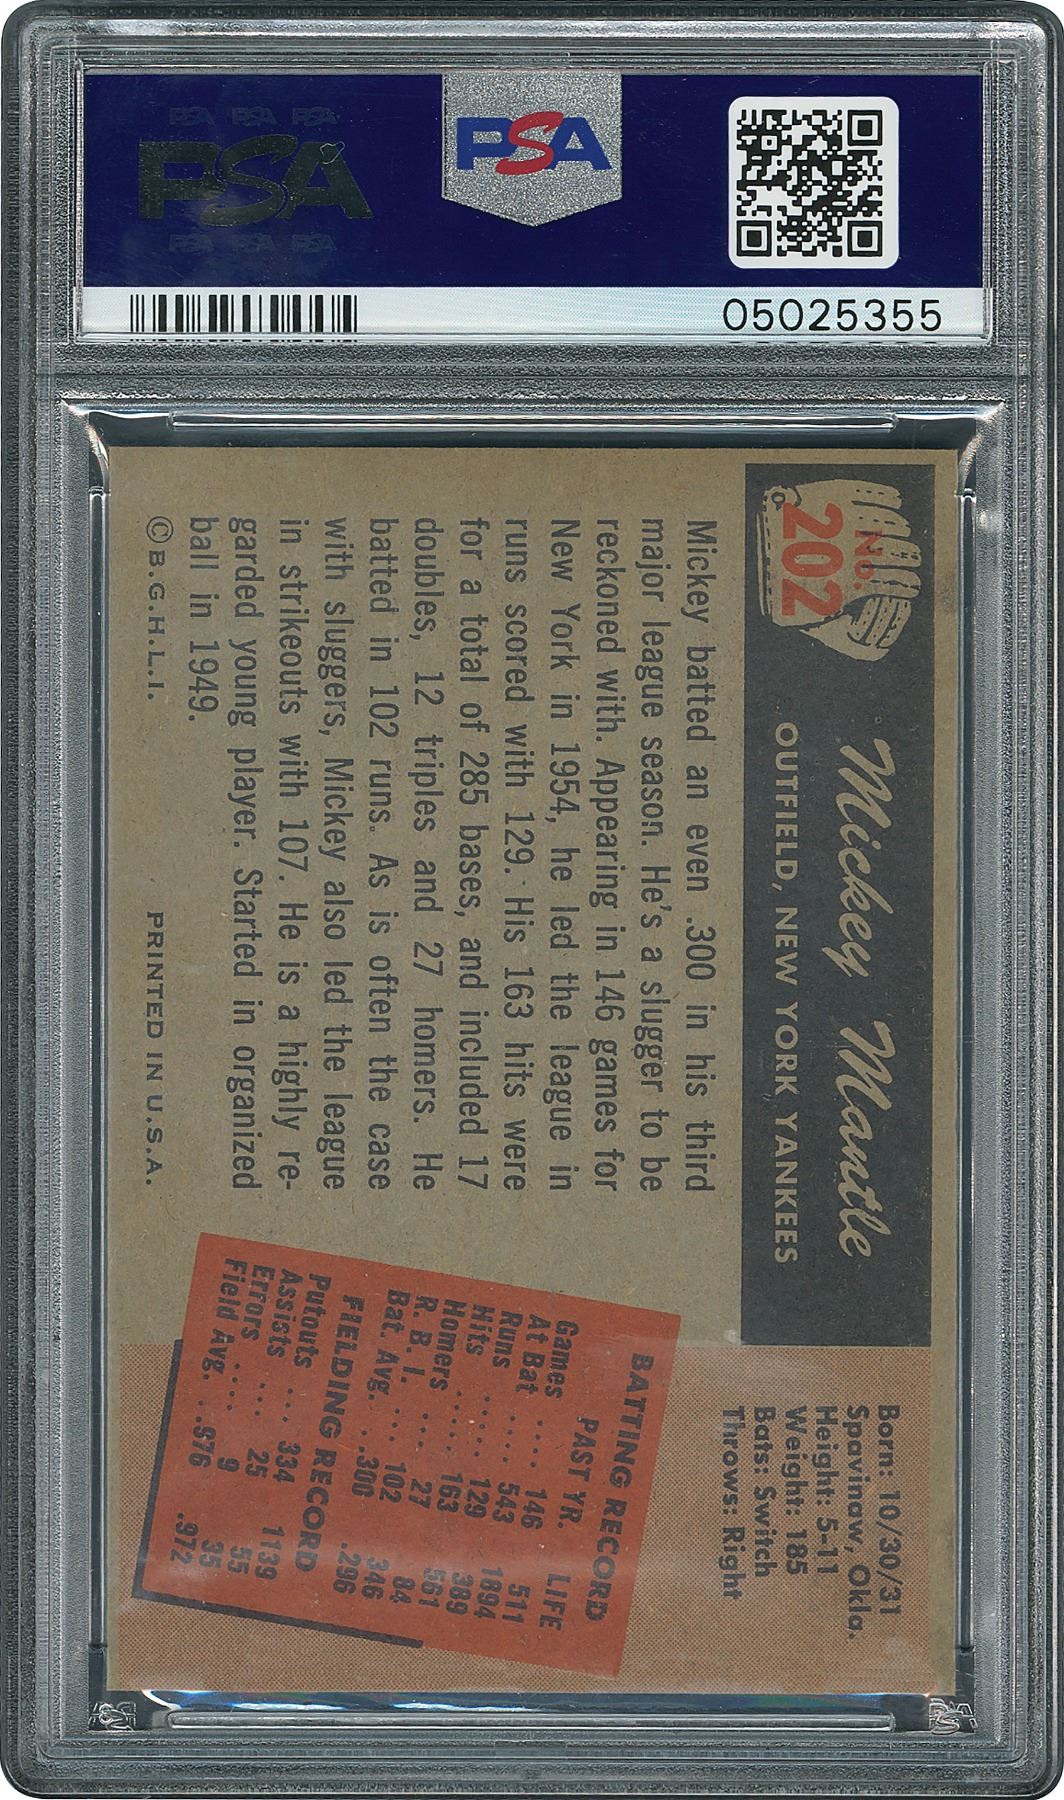 PSA PSA PSA
PSA
PSA PSA PSA
PSA
05025355
No.
202
Mickey Mantle
OUTFIELD, NEW YORK YANKEES
Born: 10/30/31
Spavinaw, Okla.
Height: 5-11
Weight: 185
Bats: Switch
Throws: Right
Mickey batted an even .300 in his third
major league season. He's a slugger to be
reckoned with. Appearing in 146 games for
New York in 1954, he led the league in
runs scored with 129. His 163 hits were
for a total of 285 bases, and included 17
doubles, 12 triples and 27 homers. He
batted in 102 runs. As is often the case
with sluggers, Mickey also led the league
in strikeouts with 107. He is a highly re-
garded young player. Started in organized
ball in 1949.
©B.G.H.L.I. PRINTED IN U.S.A.
BATTING RECORD
PAST YR. LIFE
Games .... 146 511
At Bat .... 543 1894
Runs ..... 129 389
Hits ...... 163 561
Homers .... 27 84
R. B. I. .... 102 346
Bat. Avg. .. .300 .296
FIELDING RECORD
Putouts .... 334 1139
Assists .... 25 55
Errors .... 9 35
Field Avg. .. .976 .972